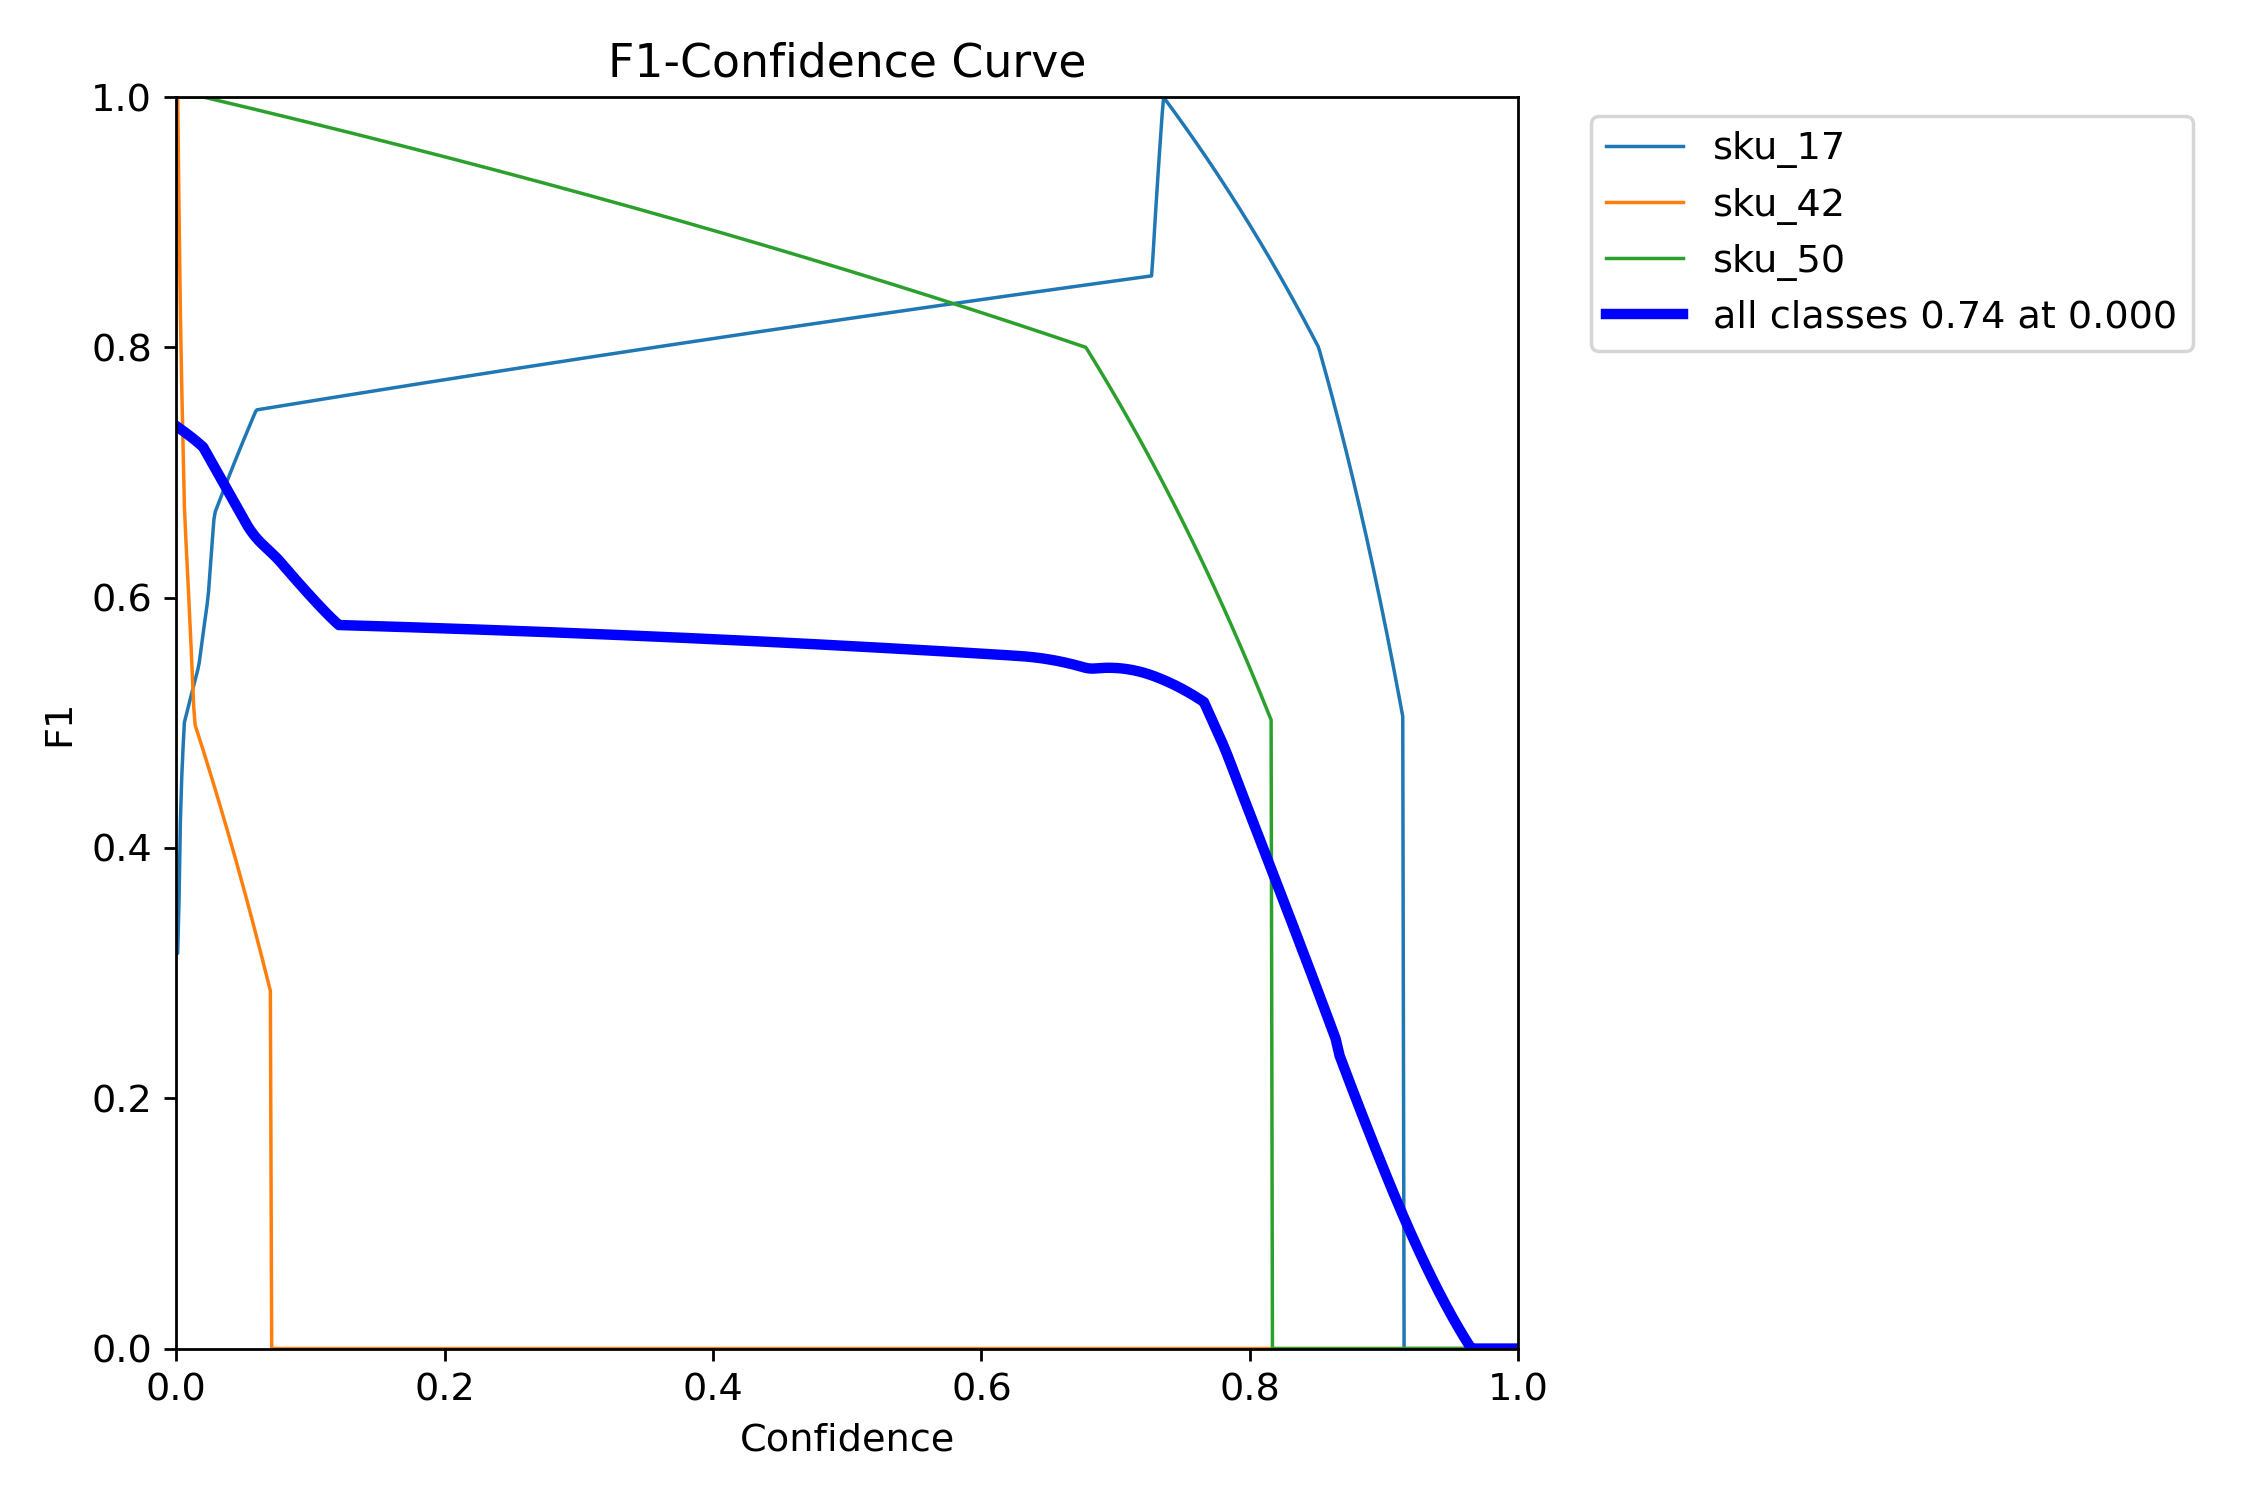 F1-Confidence Curve
1.0
0.8
0.6
0.4
0.2
0.0
F1
0.0 0.2 0.4 0.6 0.8 1.0
Confidence
sku_17
sku_42
sku_50
all classes 0.74 at 0.000